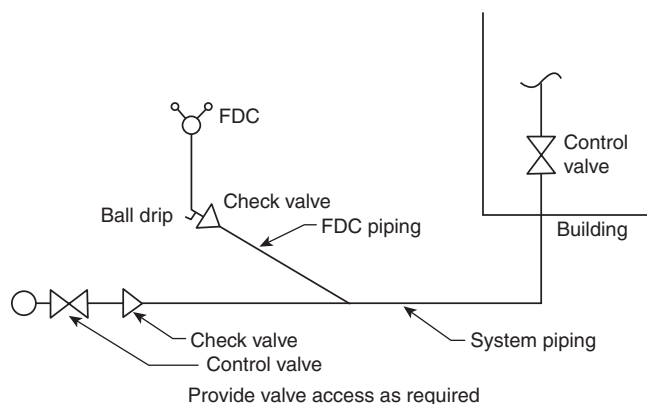 FDC
Control
valve
Check valve
Ball drip
FDC piping
Building
Check valve
System piping
Control valve
Provide valve access as required